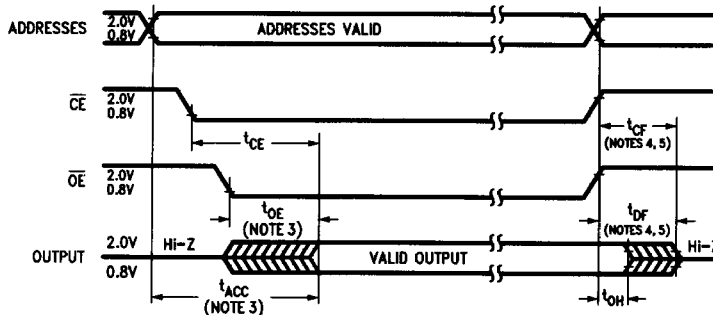 ADDRESSES 2.0V
0.8V
ADDRESSES VALID
CE 2.0V
0.8V
tCE
tCF
(NOTES 4, 5)
OE 2.0V
0.8V
tOE
(NOTE 3)
tDF
(NOTES 4, 5)
OUTPUT 2.0V
0.8V
Hi-Z
VALID OUTPUT
Hi-Z
tACC
(NOTE 3)
tOH